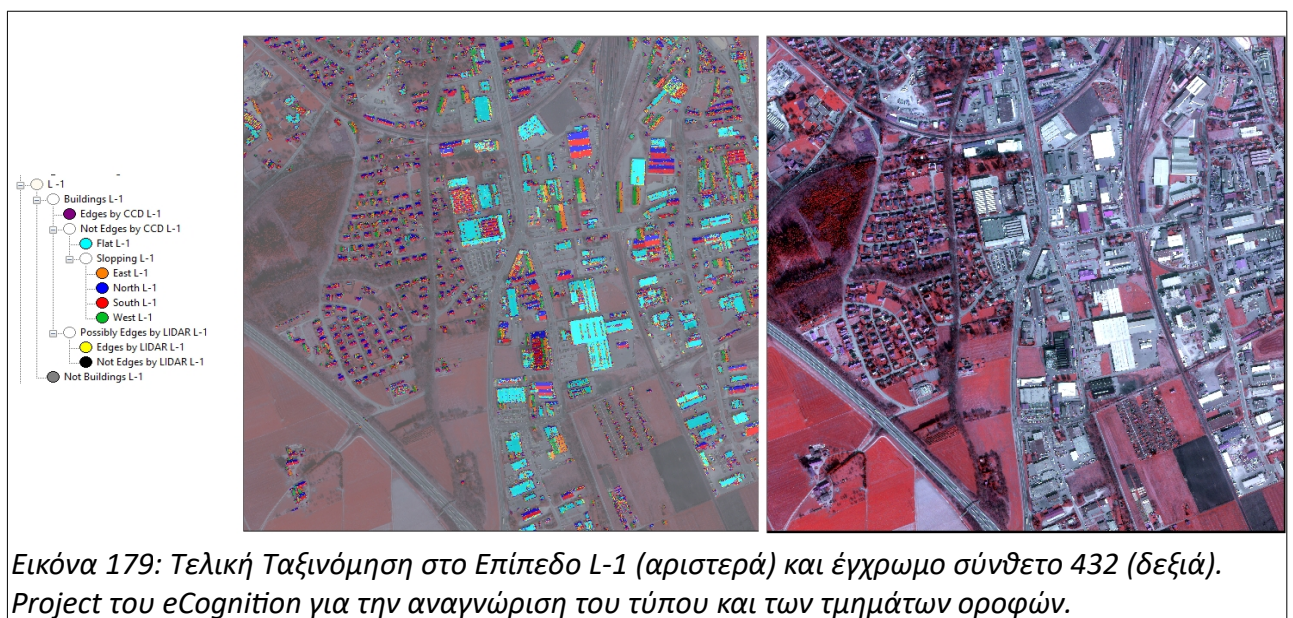 L-1
Buildings L-1
Edges by CCD L-1
Not Edges by CCD L-1
Flat L-1
Slopping L-1
East L-1
North L-1
South L-1
West L-1
Possibly Edges by LIDAR L-1
Edges by LIDAR L-1
Not Edges by LIDAR L-1
Not Buildings L-1
Εικόνα 179: Τελική Ταξινόμηση στο Επίπεδο L-1 (αριστερά) και έγχρωμο σύνθετο 432 (δεξιά).
Project του eCognition για την αναγνώριση του τύπου και των τμημάτων οροφών.